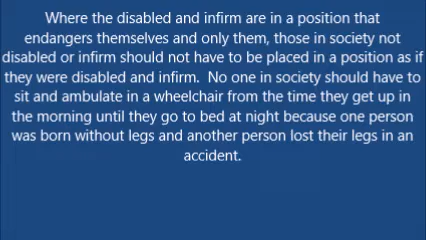 Where the disabled and infirm are in a position that
endangers themselves and only them, those in society not
disabled or infirm should not have to be placed in a position as if
they were disabled and infirm.  No one in society should have to
sit and ambulate in a wheelchair from the time they get up in
the morning until they go to bed at night because one person
was born without legs and another person lost their legs in an
accident.